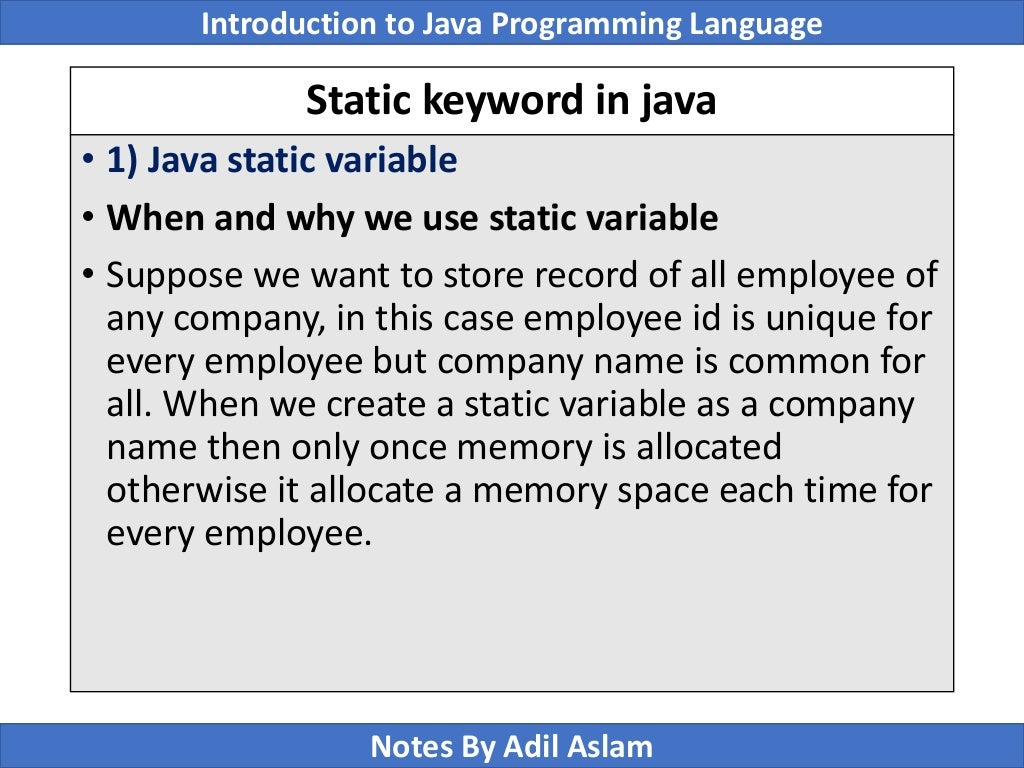 Introduction to Java Programming Language
Static keyword in java
• 1) Java static variable
• When and why we use static variable
• Suppose we want to store record of all employee of
any company, in this case employee id is unique for
every employee but company name is common for
all. When we create a static variable as a company
name then only once memory is allocated
otherwise it allocate a memory space each time for
every employee.
Notes By Adil Aslam